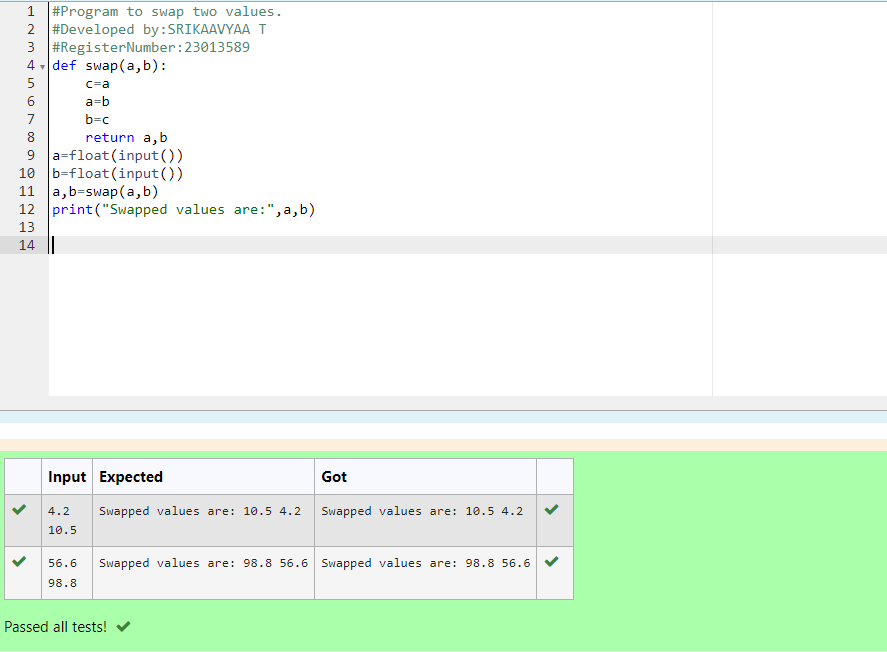 1 #Program to swap two values.
2 #Developed by:SRIKAAVYAA T
3 #RegisterNumber:23013589
4 def swap(a,b):
5     c=a
6     a=b
7     b=c
8     return a,b
9 a=float(input())
10 b=float(input())
11 a,b=swap(a,b)
12 print("Swapped values are:",a,b)
13
14
Input Expected Got
4.2 Swapped values are: 10.5 4.2 Swapped values are: 10.5 4.2
10.5
56.6 Swapped values are: 98.8 56.6 Swapped values are: 98.8 56.6
98.8
Passed all tests!